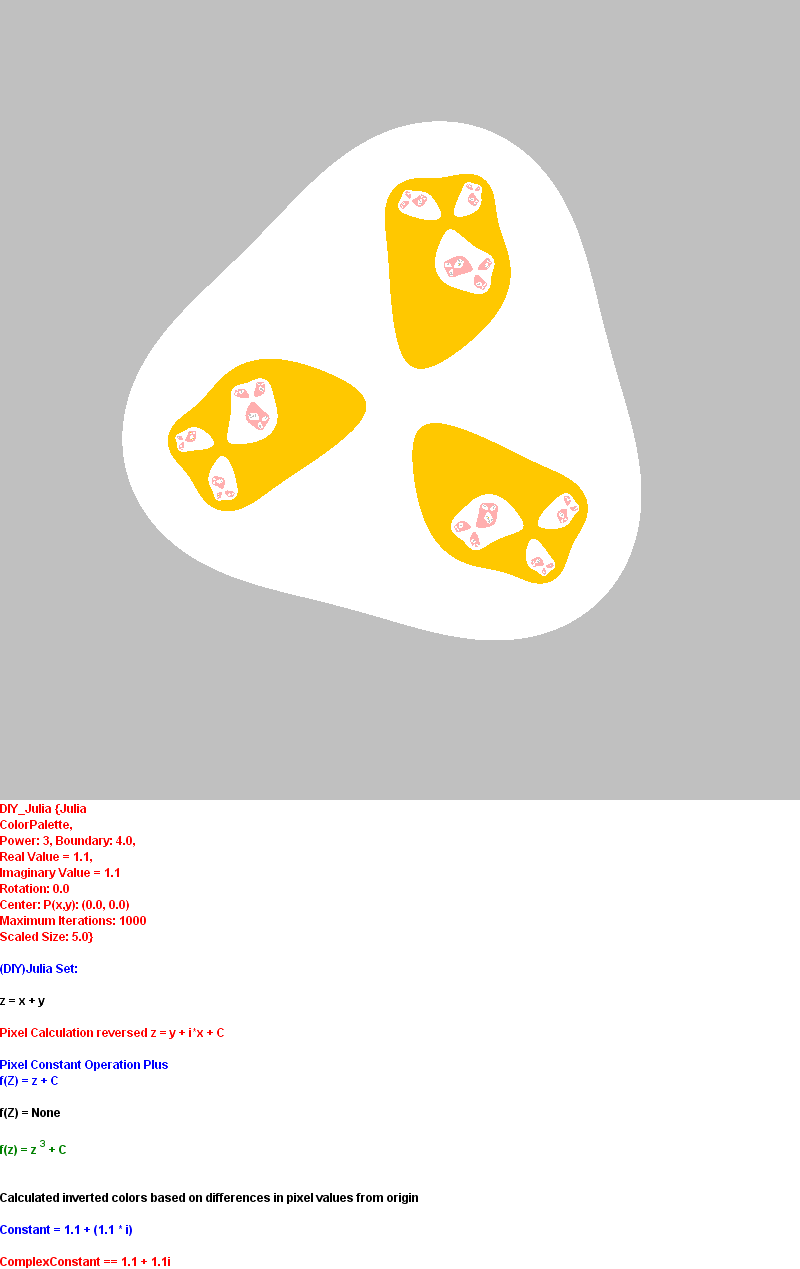 DIY_Julia {Julia
ColorPalette,
Power: 3, Boundary: 4.0,
Real Value = 1.1,
Imaginary Value = 1.1
Rotation: 0.0
Center: P(x,y): (0.0, 0.0)
Maximum Iterations: 1000
Scaled Size: 5.0}
(DIY)Julia Set:
z = x + y
Pixel Calculation reversed z = y + i*x + C
Pixel Constant Operation Plus
f(Z) = z + C
f(Z) = None
f(z) = z ³ + C
Calculated inverted colors based on differences in pixel values from origin
Constant = 1.1 + (1.1 * i)
ComplexConstant == 1.1 + 1.1i